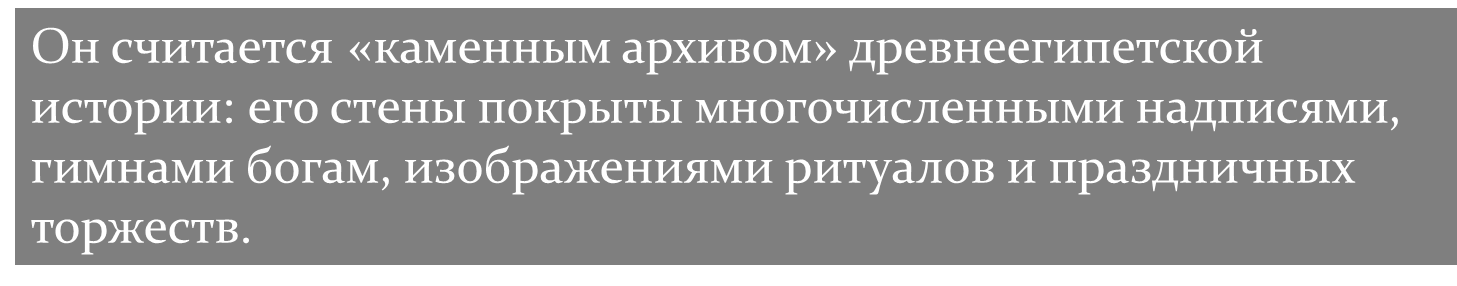 Он считается «каменным архивом» древнеегипетской
истории: его стены покрыты многочисленными надписями,
гимнами богам, изображениями ритуалов и праздничных
торжеств.